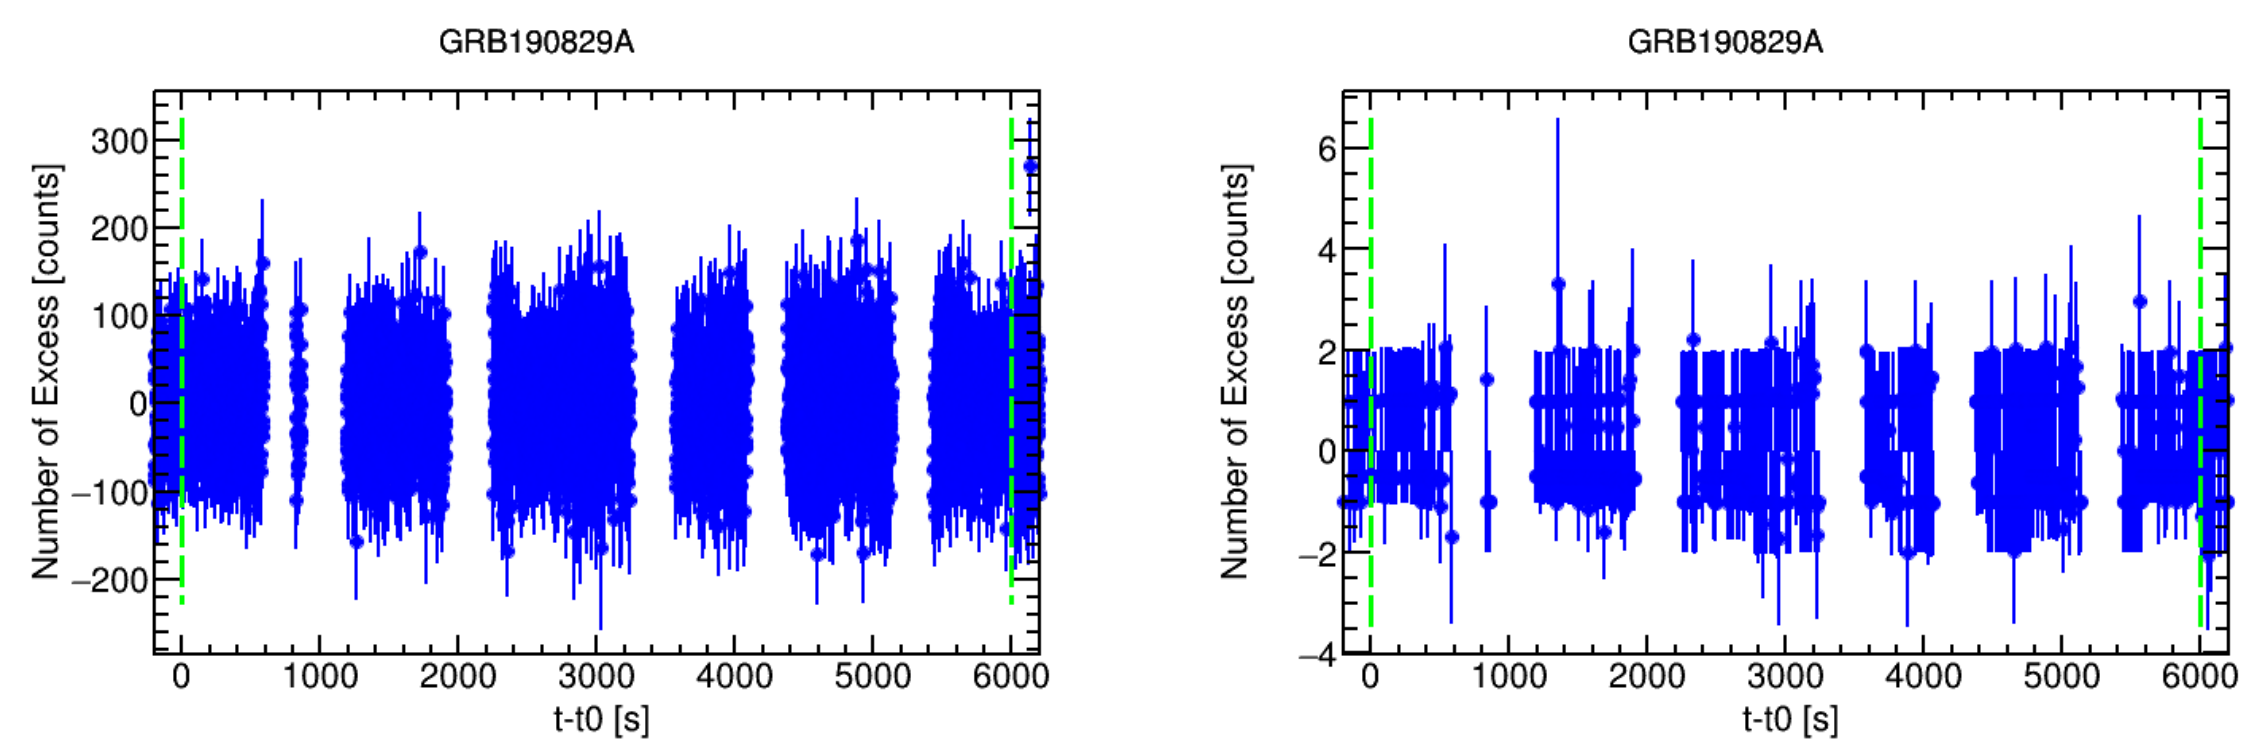 GRB190829A
Number of Excess [counts]
300
200
100
0
−100
−200
0 1000 2000 3000 4000 5000 6000
t-t0 [s]
GRB190829A
Number of Excess [counts]
6
4
2
0
−2
−4
0 1000 2000 3000 4000 5000 6000
t-t0 [s]